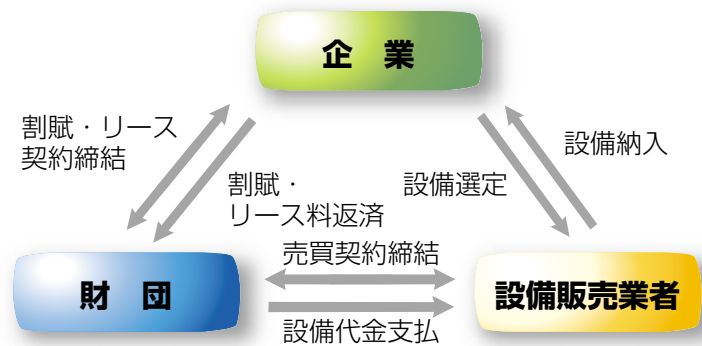 企　業
割賦・リース
契約締結
設備納入
割賦・
リース料返済
設備選定
売買契約締結
財　団
設備販売業者
設備代金支払